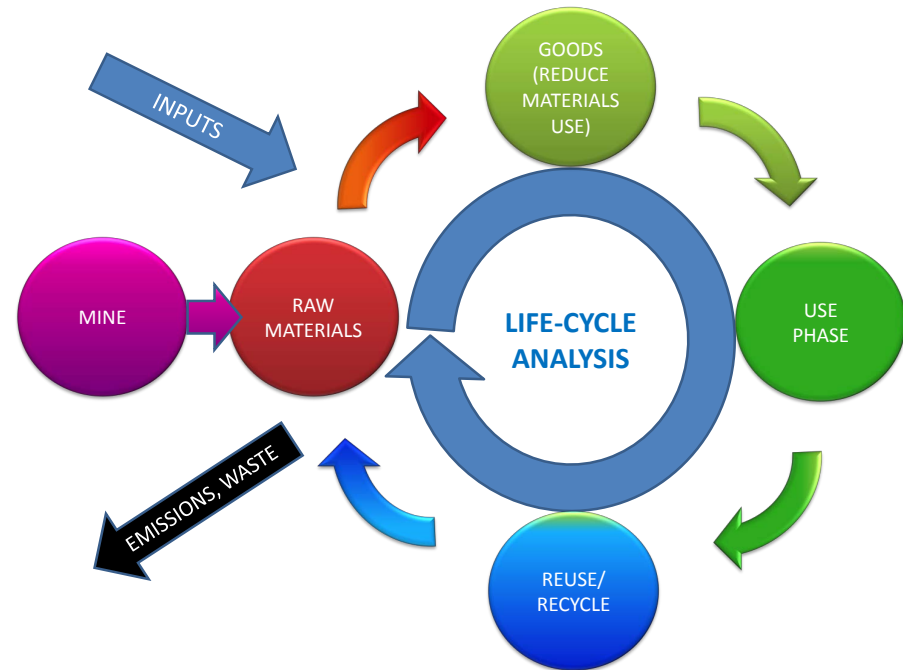 INPUTS
GOODS
(REDUCE
MATERIALS
USE)
MINE
RAW
MATERIALS
LIFE-CYCLE
ANALYSIS
USE
PHASE
EMISSIONS, WASTE
REUSE/
RECYCLE